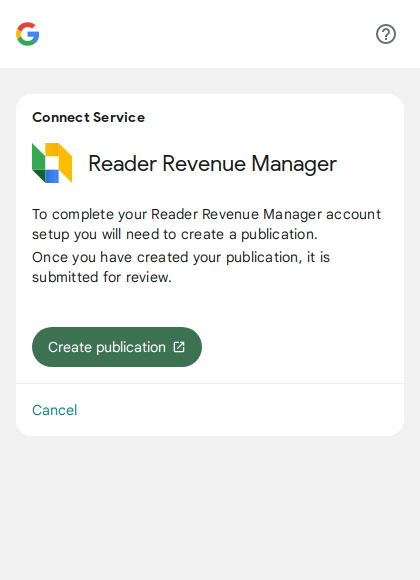 Connect Service
Reader Revenue Manager
To complete your Reader Revenue Manager account
setup you will need to create a publication.
Once you have created your publication, it is
submitted for review.
Create publication
Cancel